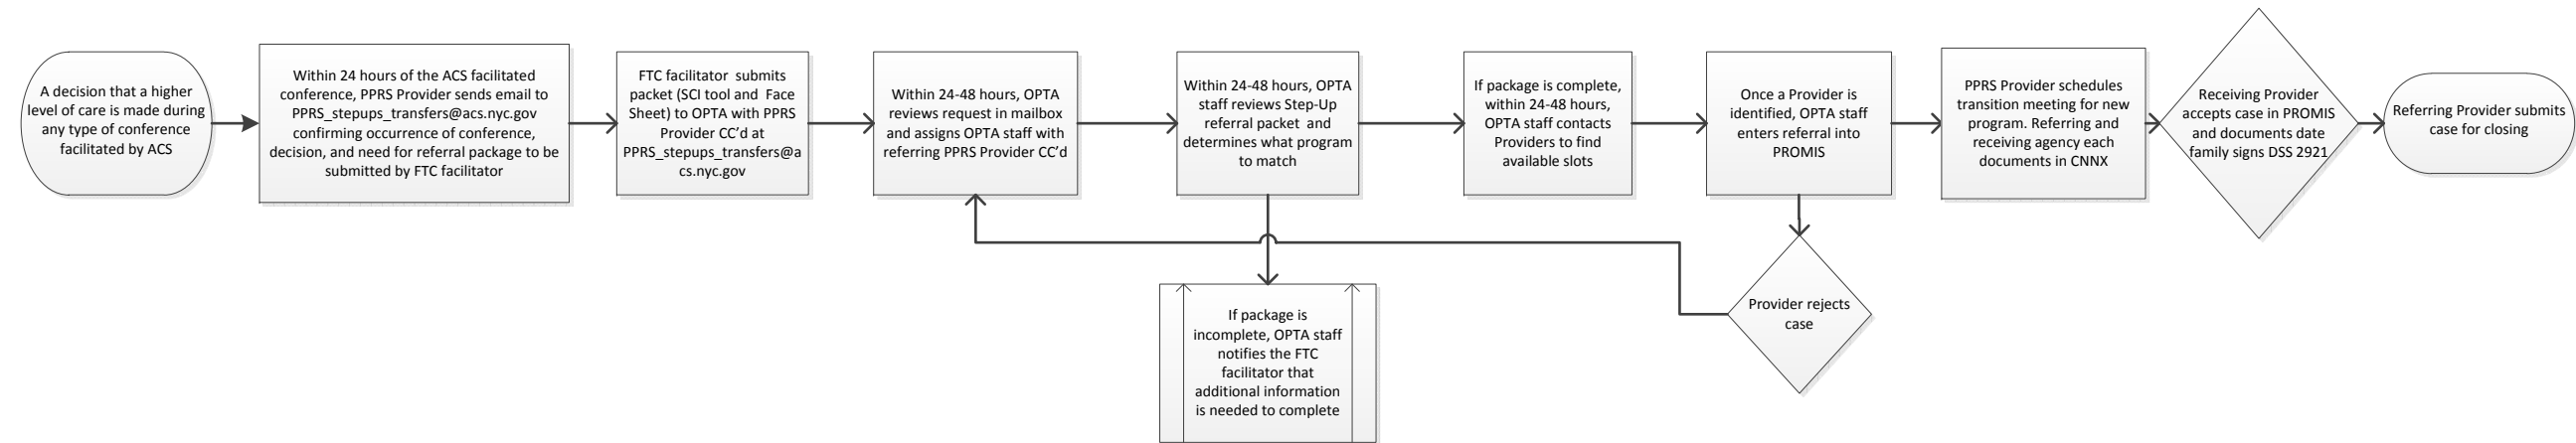 A decision that a higher
level of care is made during
any type of conference
facilitated by ACS
Within 24 hours of the ACS facilitated
conference, PPRS Provider sends email to
PPRS_stepups_transfers@acs.nyc.gov
confirming occurrence of conference,
decision, and need for referral package to be
submitted by FTC facilitator
FTC facilitator submits
packet (SCI tool and Face
Sheet) to OPTA with PPRS
Provider CC'd at
PPRS_stepups_transfers@a
cs.nyc.gov
Within 24-48 hours, OPTA
reviews request in mailbox
and assigns OPTA staff with
referring PPRS Provider CC'd
Within 24-48 hours, OPTA
staff reviews Step-Up
referral packet and
determines what program
to match
If package is complete,
within 24-48 hours,
OPTA staff contacts
Providers to find
available slots
Once a Provider is
identified, OPTA staff
enters referral into
PROMIS
PPRS Provider schedules
transition meeting for new
program. Referring and
receiving agency each
documents in CNNX
Receiving Provider
accepts case in PROMIS
and documents date
family signs DSS 2921
Referring Provider submits
case for closing
If package is
incomplete, OPTA staff
notifies the FTC
facilitator that
additional information
is needed to complete
Provider rejects
case